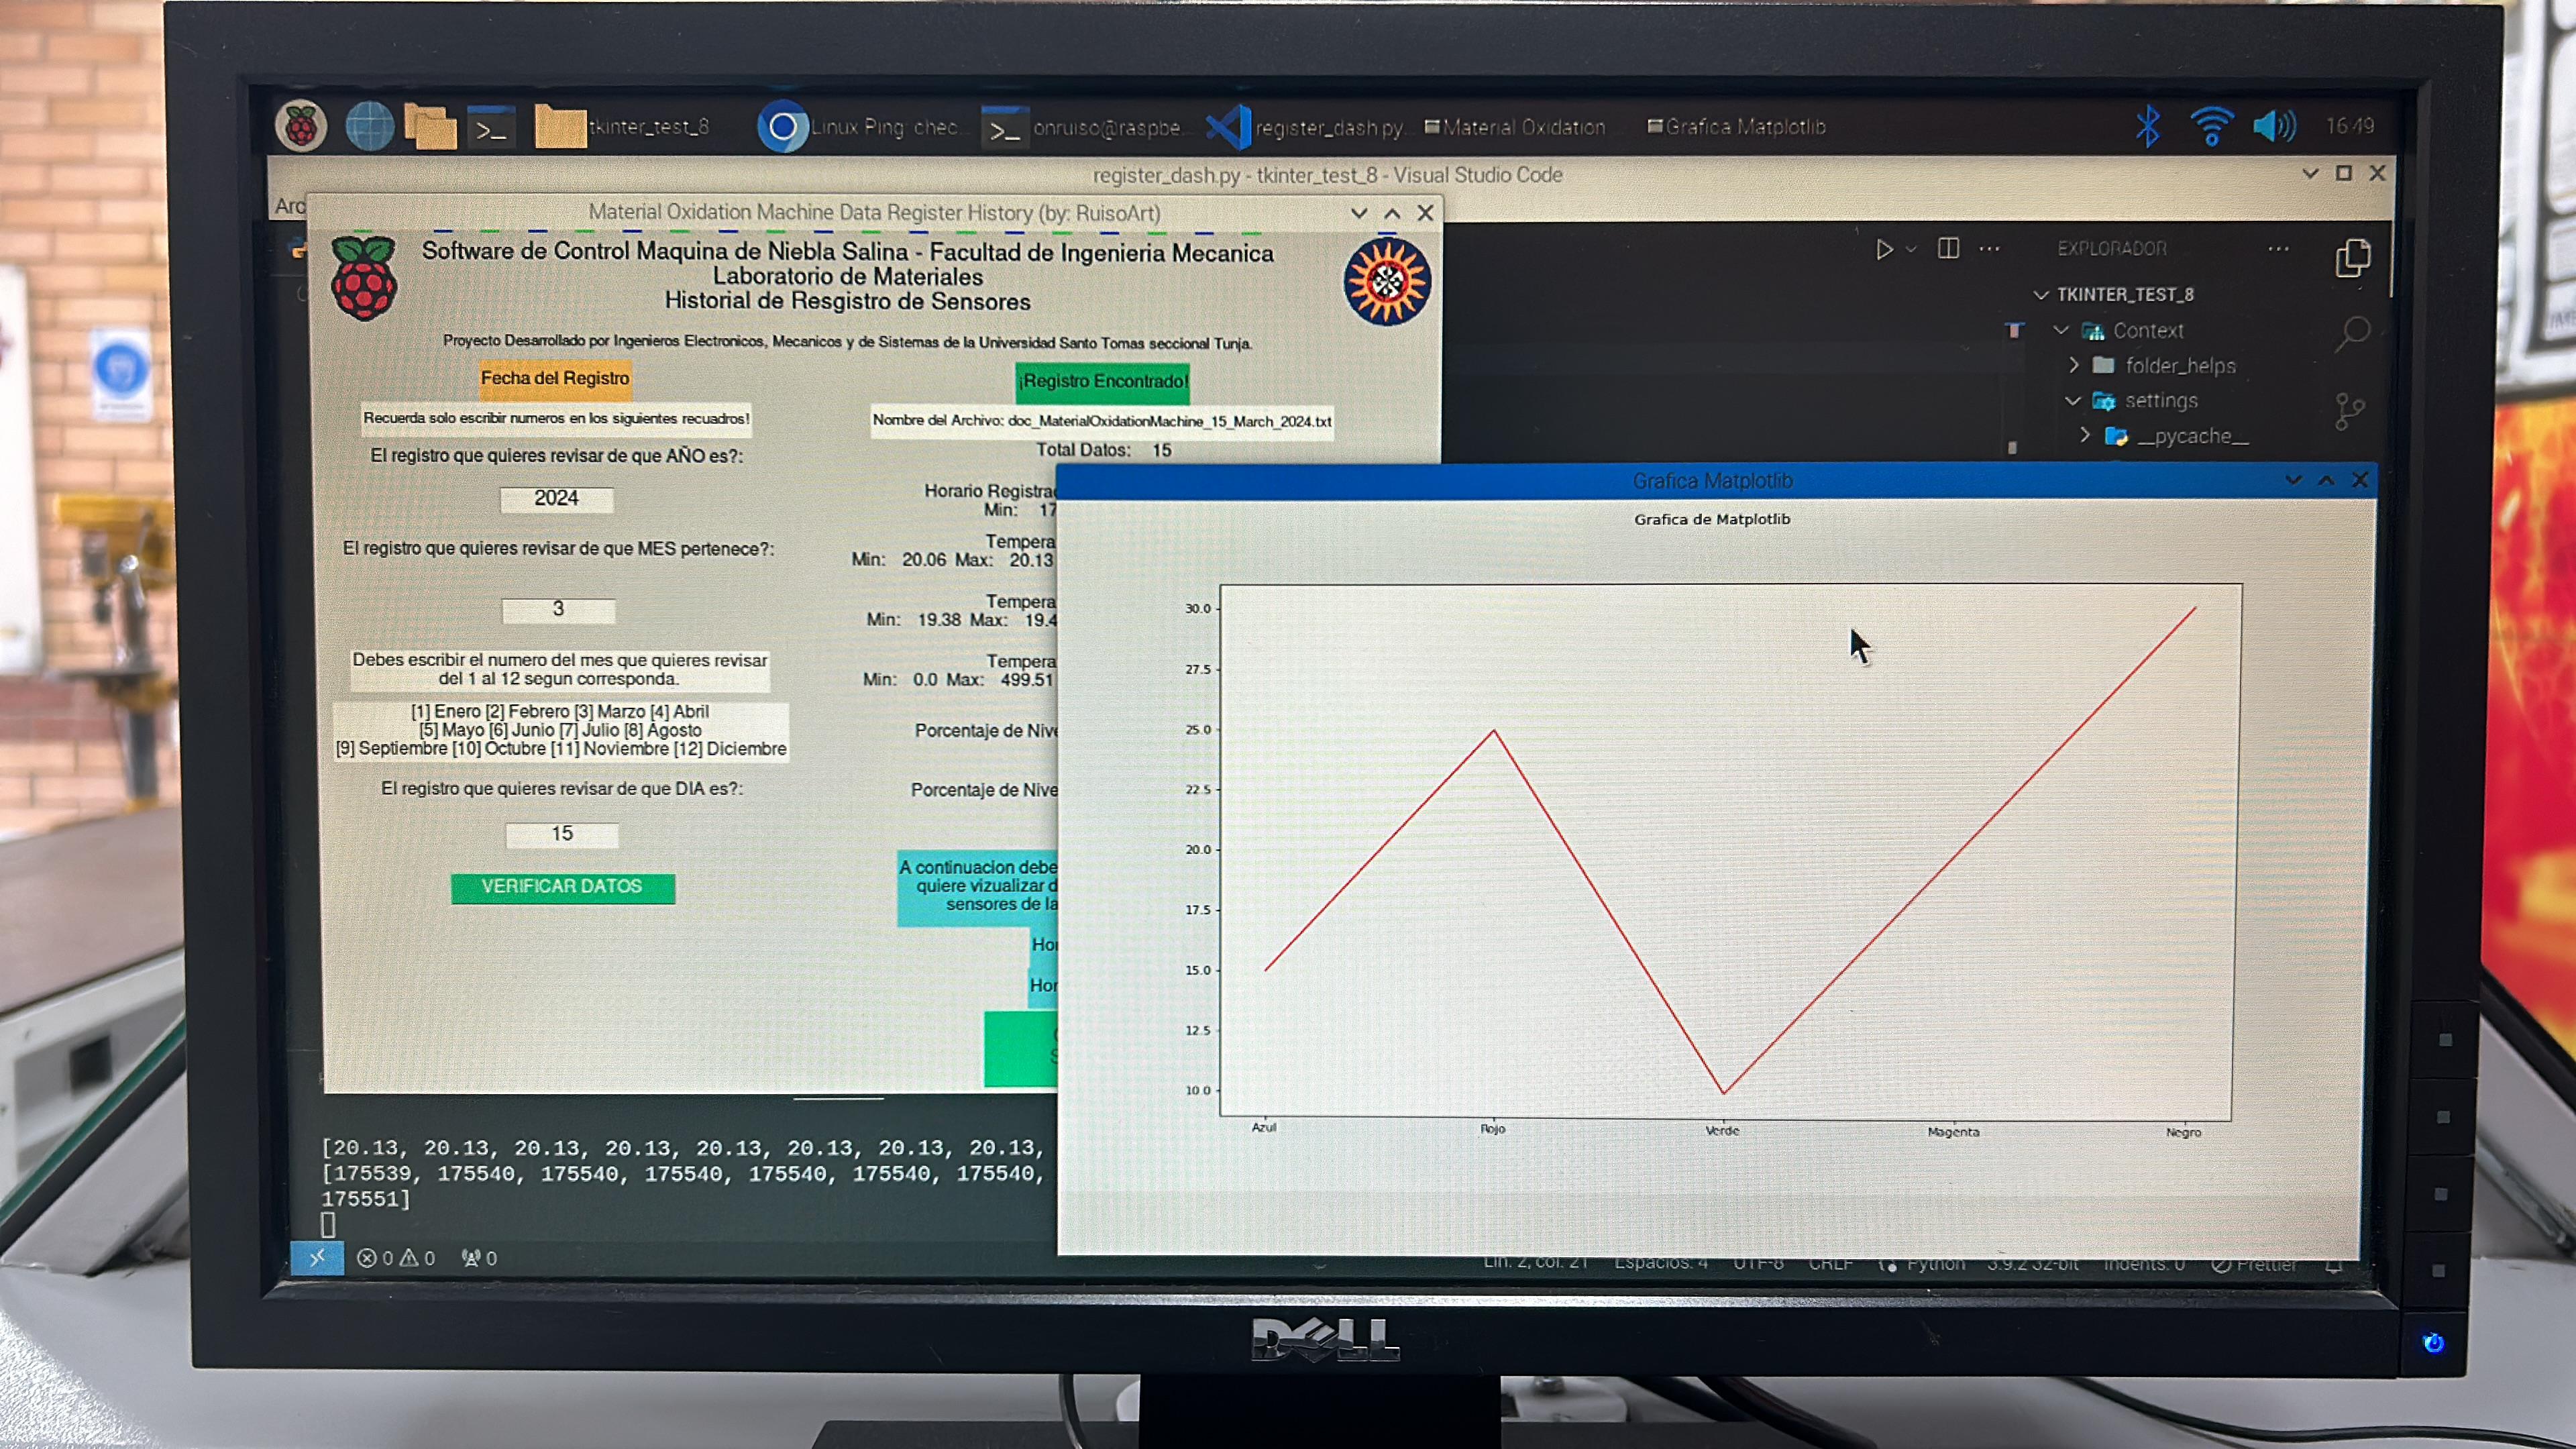 tkinter_test_8
Linux Ping: chec...
onruiso@raspbe...
register_dash.py...
Material Oxidation
Grafica Matplotlib
16:49
register_dash.py - tkinter_test_8 - Visual Studio Code
Arc
Material Oxidation Machine Data Register History (by: RuisoArt)
Software de Control Maquina de Niebla Salina - Facultad de Ingenieria Mecanica
Laboratorio de Materiales
Historial de Resgistro de Sensores
Proyecto Desarrollado por Ingenieros Electronicos, Mecanicos y de Sistemas de la Universidad Santo Tomas seccional Tunja.
Fecha del Registro
Recuerda solo escribir numeros en los siguientes recuadros!
El registro que quieres revisar de que AÑO es?:
2024
El registro que quieres revisar de que MES pertenece?:
3
Debes escribir el numero del mes que quieres revisar
del 1 al 12 segun corresponda.
[1] Enero [2] Febrero [3] Marzo [4] Abril
[5] Mayo [6] Junio [7] Julio [8] Agosto
[9] Septiembre [10] Octubre [11] Noviembre [12] Diciembre
El registro que quieres revisar de que DIA es?:
15
VERIFICAR DATOS
¡Registro Encontrado!
Nombre del Archivo: doc_MaterialOxidationMachine_15_March_2024.txt
Total Datos: 15
Horario Registra
Min: 17
Tempera
Min: 20.06 Max: 20.13
Tempera
Min: 19.38 Max: 19.4
Tempera
Min: 0.0 Max: 499.51
Porcentaje de Nive
Porcentaje de Nive
A continuacion debe
quiere vizualizar d
sensores de la
Hor
Hor
EXPLORADOR
TKINTER_TEST_8
Context
folder_helps
settings
__pycache__
Grafica Matplotlib
Grafica de Matplotlib
30.0
27.5
25.0
22.5
20.0
17.5
15.0
12.5
10.0
Azul Rojo Verde Magenta Negro
[20.13, 20.13, 20.13, 20.13, 20.13, 20.13, 20.13, 20.13,
[175539, 175540, 175540, 175540, 175540, 175540, 175540,
175551]
0 0 0
Lín. 2, col. 21 Espacios: 4 UTF-8 CRLF Python 3.9.2 32-bit Indents: 0 Prettier
DELL